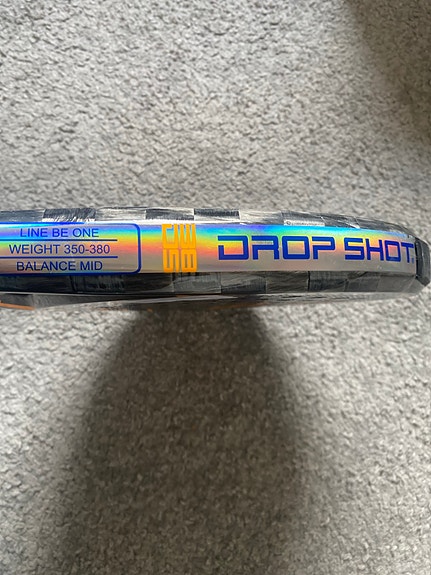 LINE BE ONE
WEIGHT 350-380
BALANCE MID
DROP SHOT